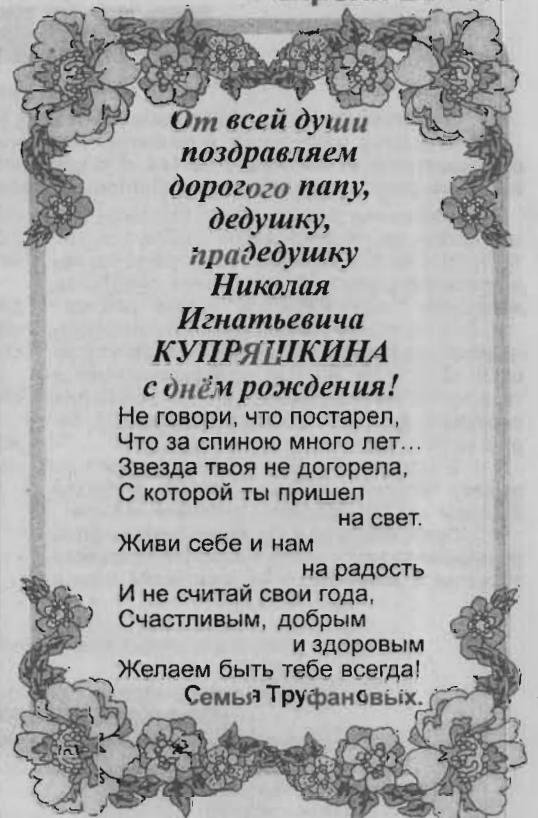 От всей души
поздравляем
дорогого папу,
дедушку,
прадедушку
Николая
Игнатьевича
КУПРЯШКИНА
с днём рождения!
Не говори, что постарел,
Что за спиною много лет...
Звезда твоя не догорела,
С которой ты пришел
на свет.
Живи себе и нам
на радость
И не считай свои года,
Счастливым, добрым
и здоровым
Желаем быть тебе всегда!
Семья Труфановых.